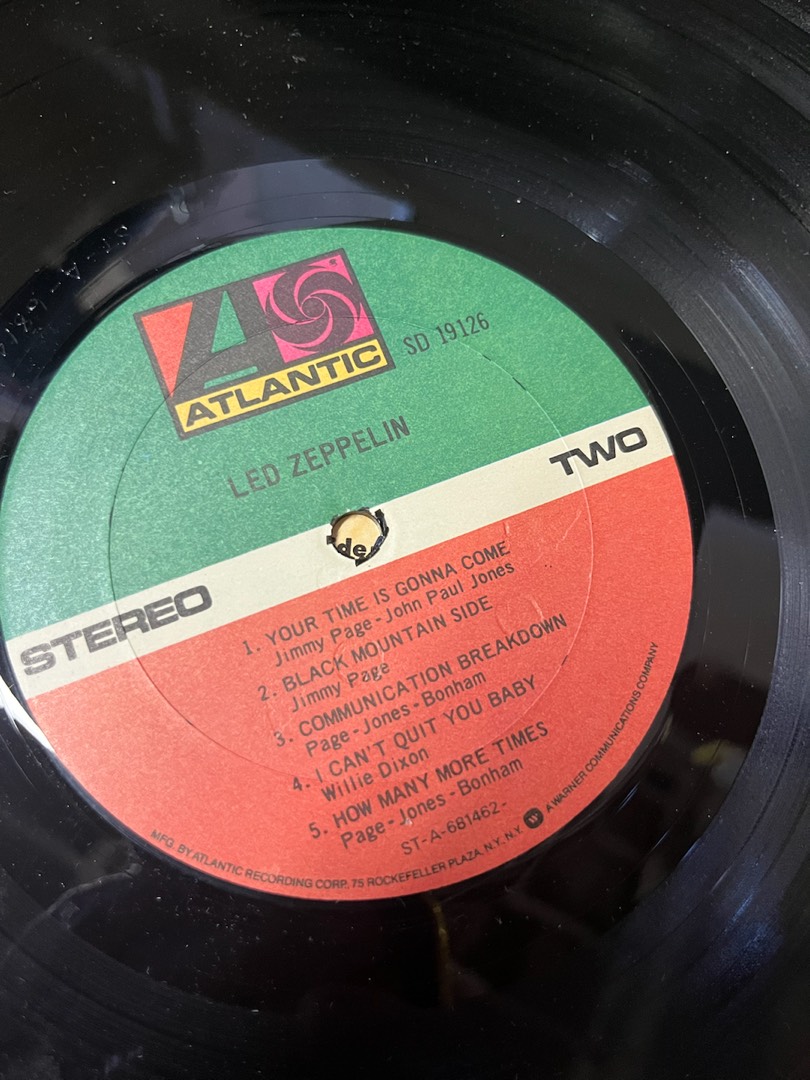 ATLANTIC
SD 19126
LED ZEPPELIN
STEREO
TWO
de
1. YOUR TIME IS GONNA COME
Jimmy Page - John Paul Jones
2. BLACK MOUNTAIN SIDE
Jimmy Page
3. COMMUNICATION BREAKDOWN
Page - Jones - Bonham
4. I CAN'T QUIT YOU BABY
Willie Dixon
5. HOW MANY MORE TIMES
Page - Jones - Bonham
ST-A-681462-
MFG. BY ATLANTIC RECORDING CORP., 75 ROCKEFELLER PLAZA, N.Y. N.Y. A WARNER COMMUNICATIONS COMPANY